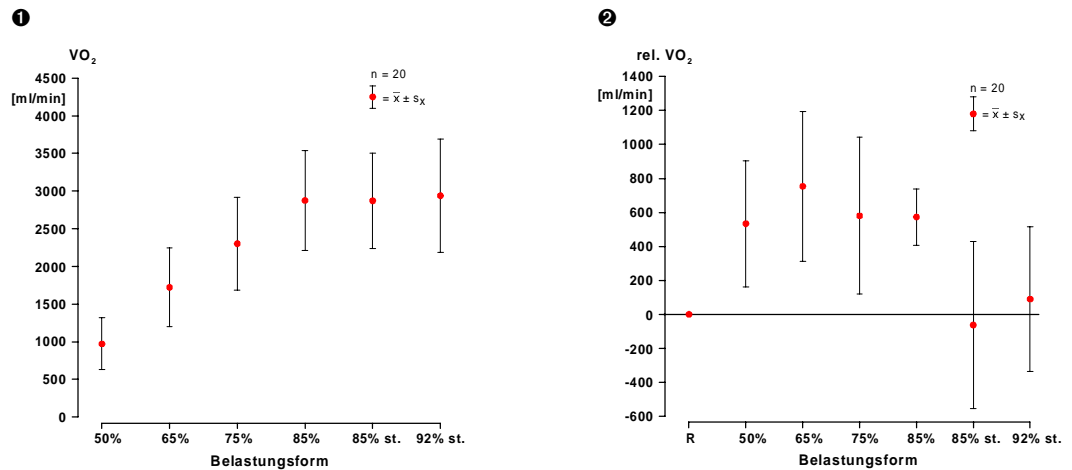 ❶
VO₂
[ml/min]
n = 20
= x̄ ± sₓ
4500
4000
3500
3000
2500
2000
1500
1000
500
0
50% 65% 75% 85% 85% st. 92% st.
Belastungsform
❷
rel. VO₂
[ml/min]
n = 20
= x̄ ± sₓ
1400
1200
1000
800
600
400
200
0
-200
-400
-600
R 50% 65% 75% 85% 85% st. 92% st.
Belastungsform